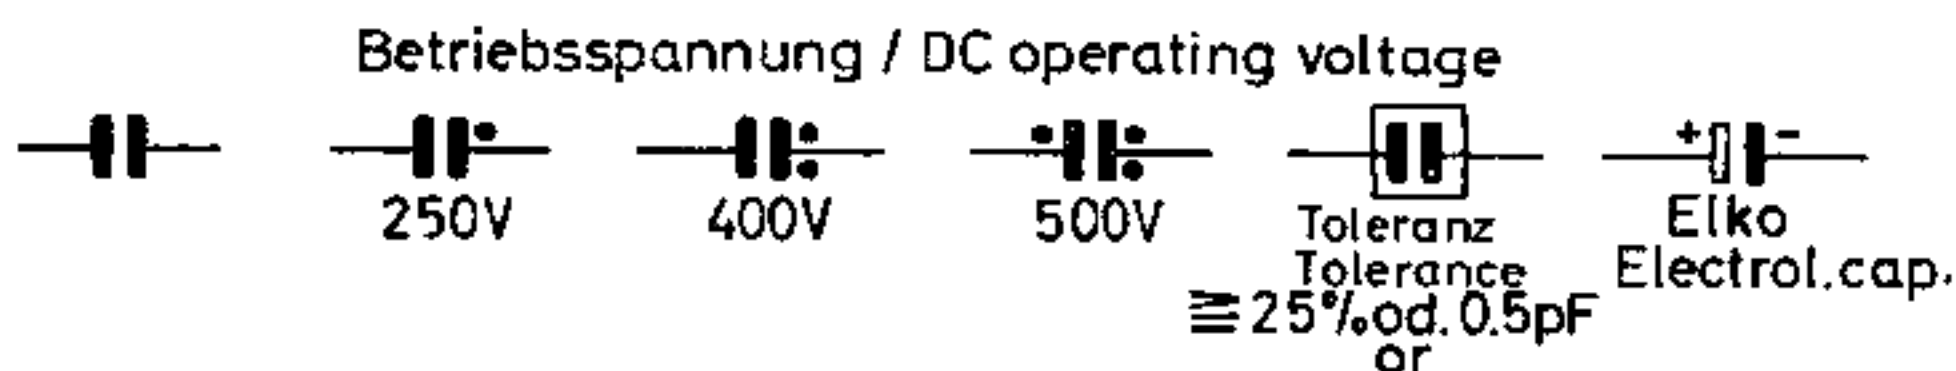 Betriebsspannung / DC operating voltage
+ -
250V 400V 500V Toleranz Elko
Tolerance Electrol.cap.
≧25%od.0.5pF
or